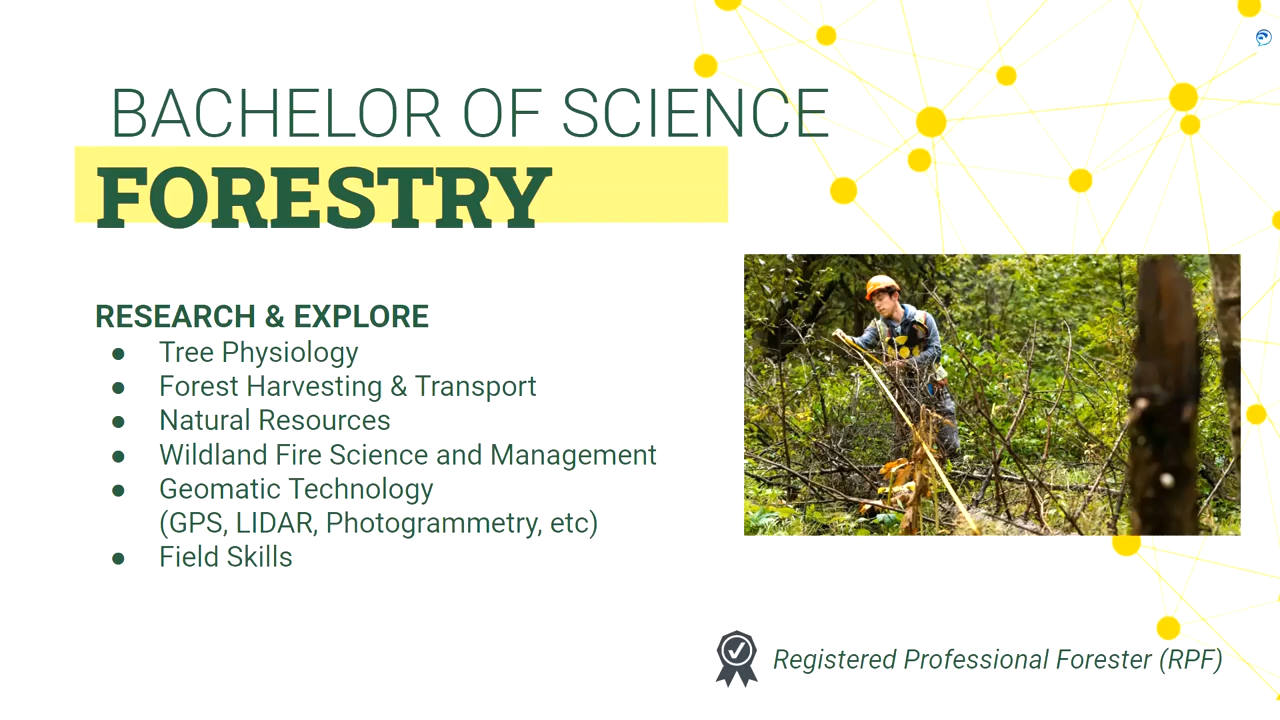 BACHELOR OF SCIENCE
FORESTRY
RESEARCH & EXPLORE
● Tree Physiology
● Forest Harvesting & Transport
● Natural Resources
● Wildland Fire Science and Management
● Geomatic Technology
(GPS, LIDAR, Photogrammetry, etc)
● Field Skills
Registered Professional Forester (RPF)